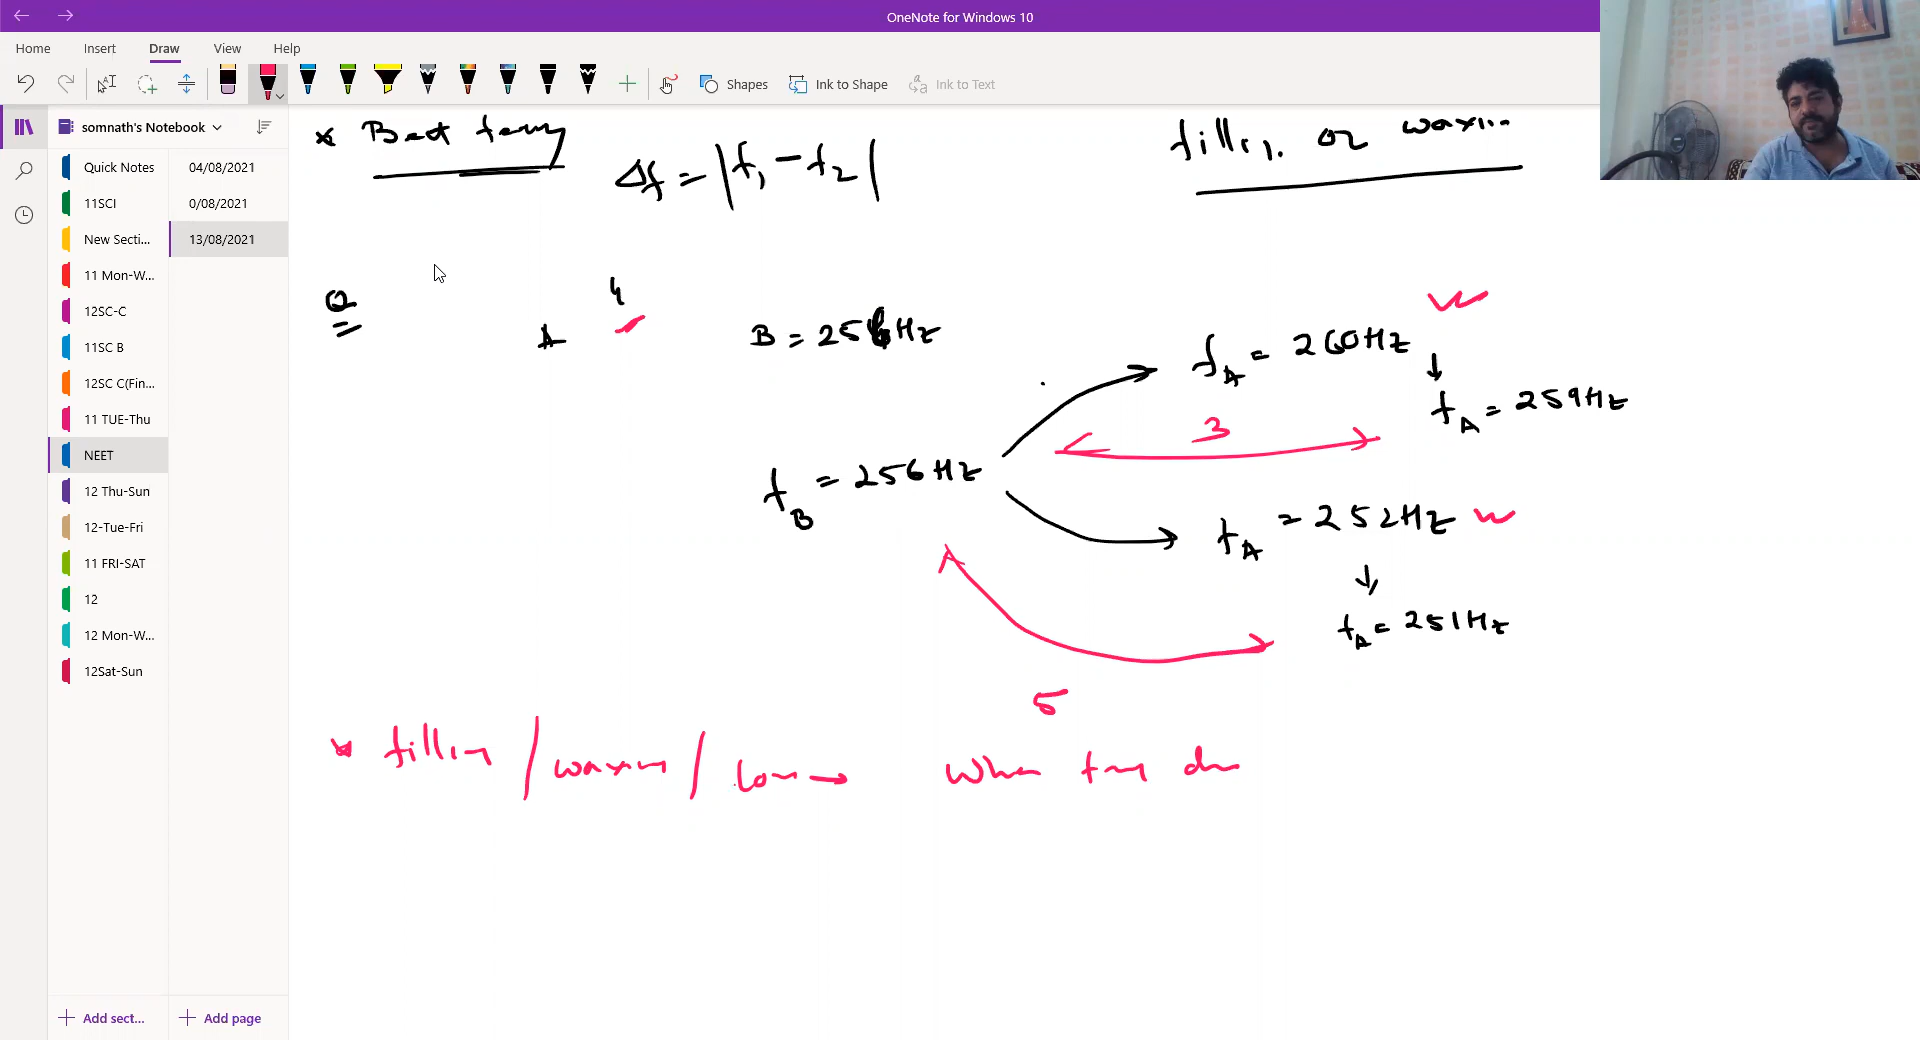 OneNote for Windows 10
Home Insert Draw View Help
Shapes Ink to Shape Ink to Text
somnath's Notebook
Quick Notes 04/08/2021
11SCI 0/08/2021
New Secti... 13/08/2021
11 Mon-W...
12SC-C
11SC B
12SC C(Fin...
11 TUE-Thu
NEET
12 Thu-Sun
12-Tue-Fri
11 FRI-SAT
12
12 Mon-W...
12Sat-Sun
Add sect... Add page
* Beat
Δf = |f1 - f2|
or
Q
A 4 B = 256Hz
fA = 260Hz
fA = 259Hz
3
fB = 256Hz
fA = 252Hz
fA = 251Hz
5
* / / When